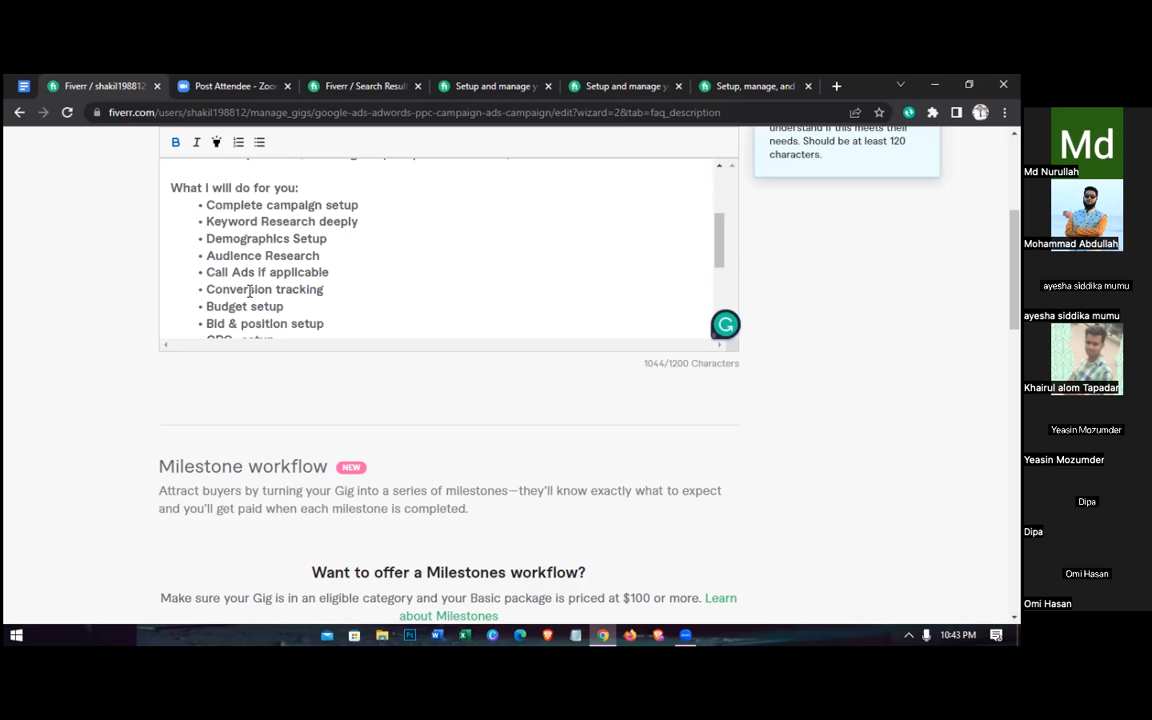 Fiverr / shakil198812
Post Attendee - Zoo
Fiverr / Search Resul
Setup and manage y
Setup and manage y
Setup, manage, and
fiverr.com/users/shakil198812/manage_gigs/google-ads-adwords-ppc-campaign-ads-campaign/edit?wizard=2&tab=faq_description
B I
understand if this meets their
needs. Should be at least 120
characters.
What I will do for you:
• Complete campaign setup
• Keyword Research deeply
• Demographics Setup
• Audience Research
• Call Ads if applicable
• Conversion tracking
• Budget setup
• Bid & position setup
1044/1200 Characters
Milestone workflow NEW
Attract buyers by turning your Gig into a series of milestones—they'll know exactly what to expect
and you'll get paid when each milestone is completed.
Want to offer a Milestones workflow?
Make sure your Gig is in an eligible category and your Basic package is priced at $100 or more. Learn
about Milestones
10:43 PM
Md
Md Nurullah
Mohammad Abdullah
ayesha siddika mumu
ayesha siddika mumu
Khairul alom Tapadar
Yeasin Mozumder
Yeasin Mozumder
Dipa
Dipa
Omi Hasan
Omi Hasan